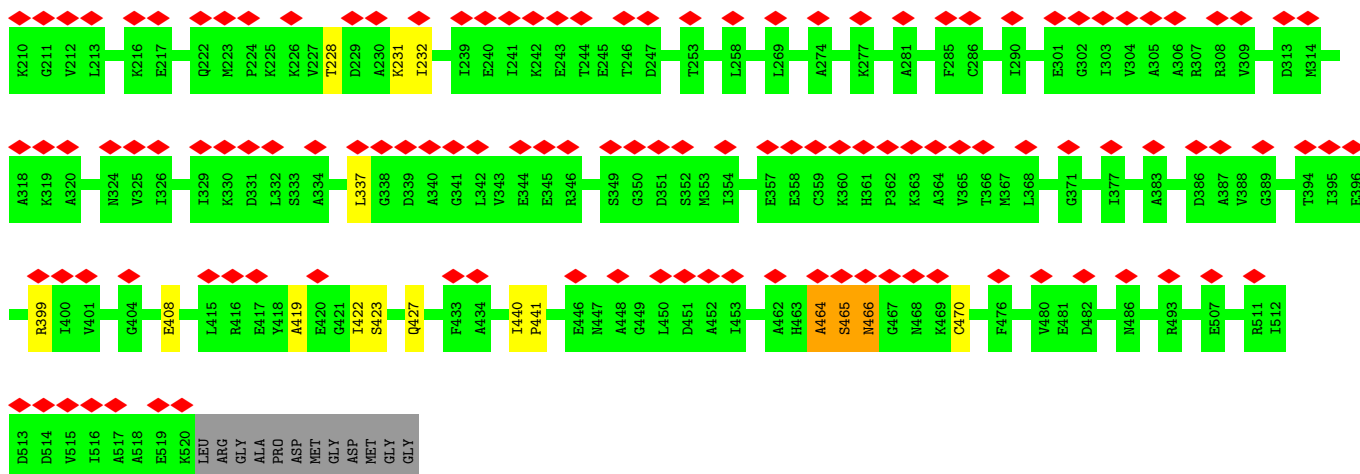 K210 G211 V212 L213 K216 E217 Q222 M223 P224 K225 K226 V227 T228 D229 A230 K231 I232 I239 E240 I241 K242 E243 T244 E245 T246 D247 T253 L258 L269 A274 K277 A281 F285 C286 I290 E301 G302 I303 V304 A305 A306 R307 R308 V309 D313 M314
A318 K319 A320 N324 V325 I326 I329 K330 D331 L332 S333 A334 L337 G338 D339 A340 G341 L342 V343 E344 E345 R346 S349 G350 D351 S352 M353 I354 E357 E358 C359 K360 H361 P362 K363 A364 V365 T366 M367 L368 G371 I377 A383 D386 A387 V388 G389 T394 I395 E396
R399 I400 V401 G404 E408 L415 R416 E417 Y418 A419 E420 G421 I422 S423 Q427 F433 A434 I440 P441 E446 N447 A448 G449 L450 D451 A452 I453 A462 H463 A464 S465 N466 G467 N468 K469 C470 F476 V480 E481 D482 N486 R493 E507 R511 I512
D513 D514 V515 I516 A517 A518 E519 K520 LEU ARG GLY ALA PRO ASP MET GLY ASP MET GLY GLY